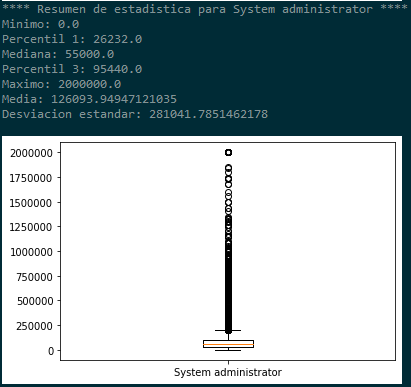 **** Resumen de estadistica para System administrator ****
Minimo: 0.0
Percentil 1: 26232.0
Mediana: 55000.0
Percentil 3: 95440.0
Maximo: 2000000.0
Media: 126093.94947121035
Desviacion estandar: 281041.7851462178
2000000
1750000
1500000
1250000
1000000
750000
500000
250000
0
System administrator